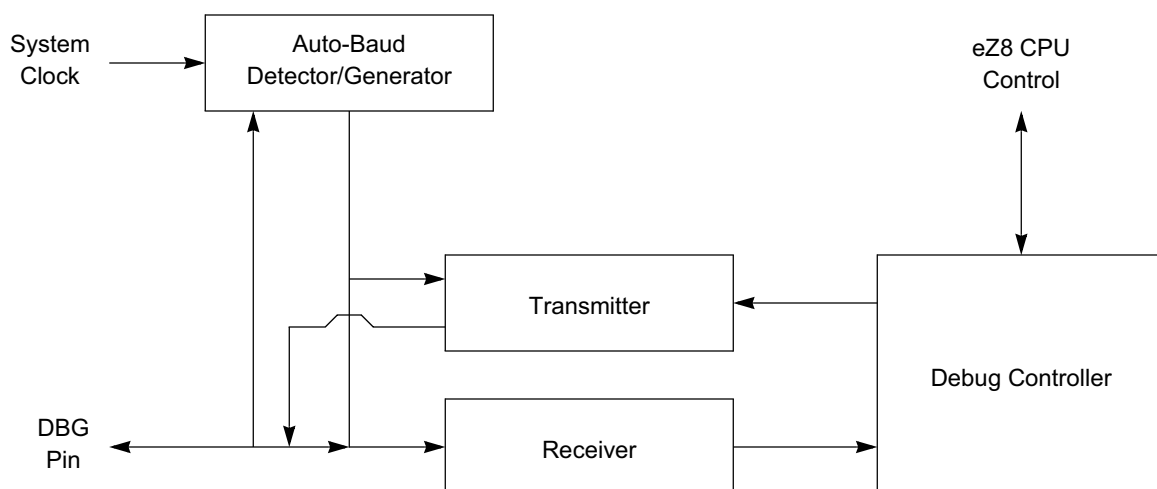 System
Clock
Auto-Baud
Detector/Generator
eZ8 CPU
Control
Transmitter
Debug Controller
DBG
Pin
Receiver